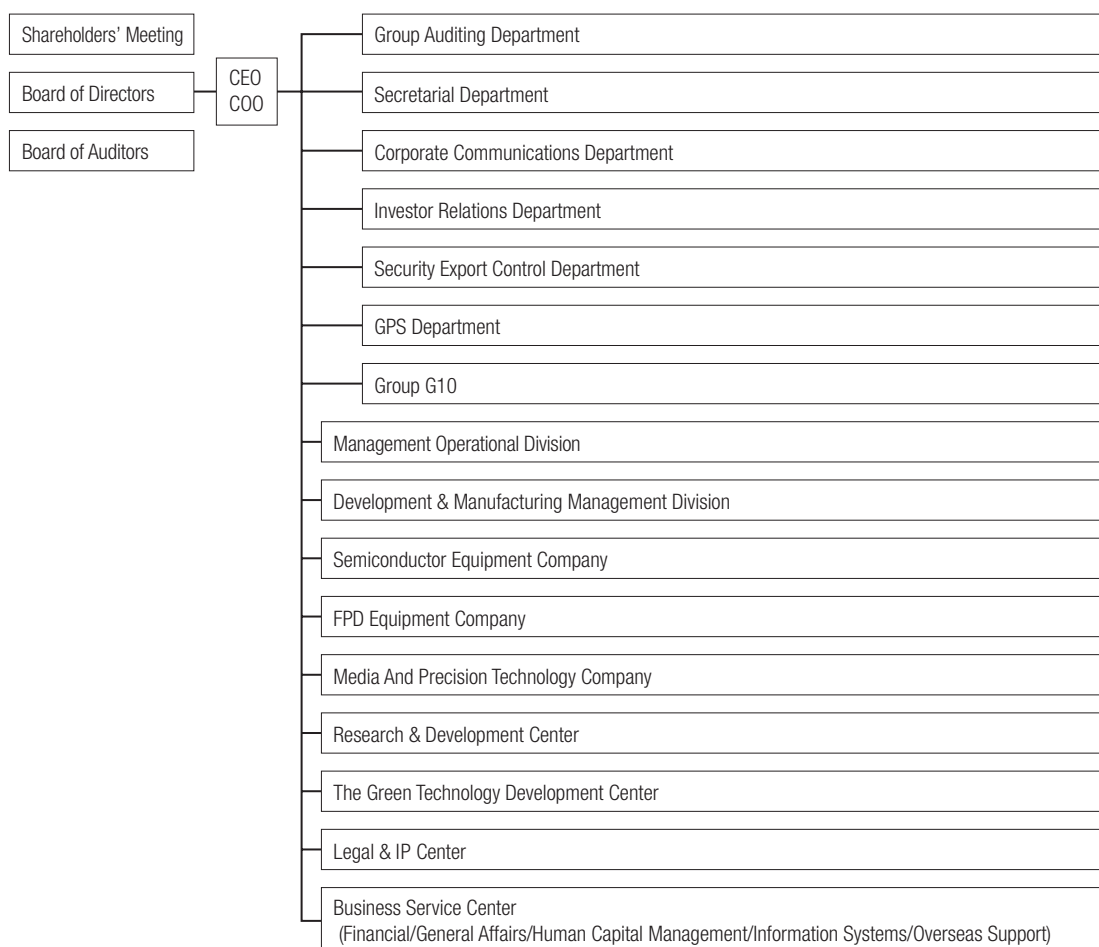 Shareholders’ Meeting
Board of Directors
Board of Auditors
CEO
COO
Group Auditing Department
Secretarial Department
Corporate Communications Department
Investor Relations Department
Security Export Control Department
GPS Department
Group G10
Management Operational Division
Development & Manufacturing Management Division
Semiconductor Equipment Company
FPD Equipment Company
Media And Precision Technology Company
Research & Development Center
The Green Technology Development Center
Legal & IP Center
Business Service Center
(Financial/General Affairs/Human Capital Management/Information Systems/Overseas Support)